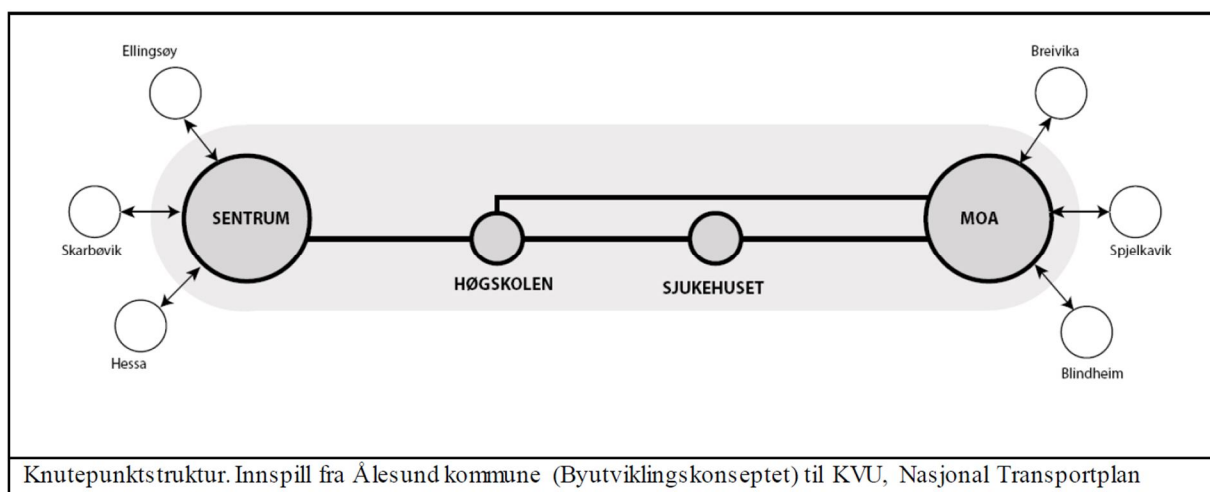 Ellingsøy
Breivika
SENTRUM
MOA
Skarbøvik
Spjelkavik
HØGSKOLEN
SJUKEHUSET
Hessa
Blindheim
Knutepunktstruktur. Innspill fra Ålesund kommune (Byutviklingskonseptet) til KVU, Nasjonal Transportplan